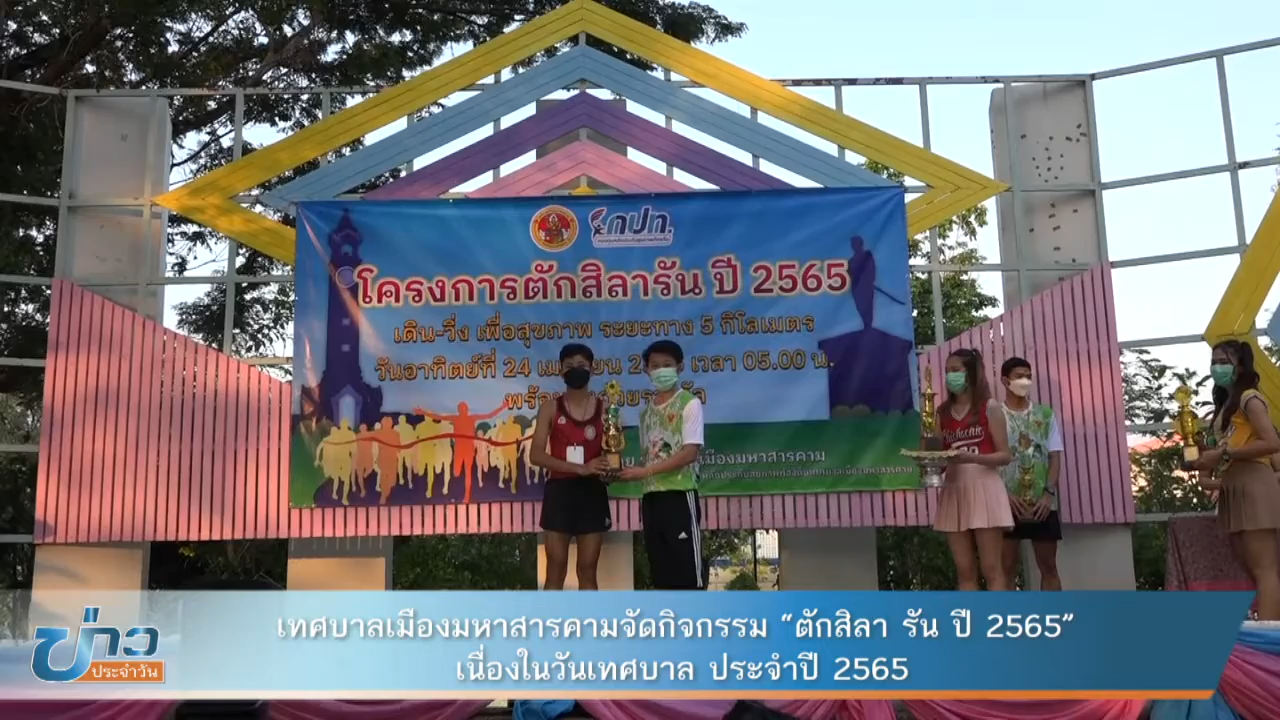 กปท.
โครงการตักสิลารัน ปี 2565
เดิน-วิ่ง เพื่อสุขภาพ ระยะทาง 5 กิโลเมตร
วันอาทิตย์ที่ 24 เวลา 05.00 น.
เมืองมหาสารคาม
ข่าว
ประจำวัน
เทศบาลเมืองมหาสารคามจัดกิจกรรม “ตักสิลา รัน ปี 2565”
เนื่องในวันเทศบาล ประจำปี 2565